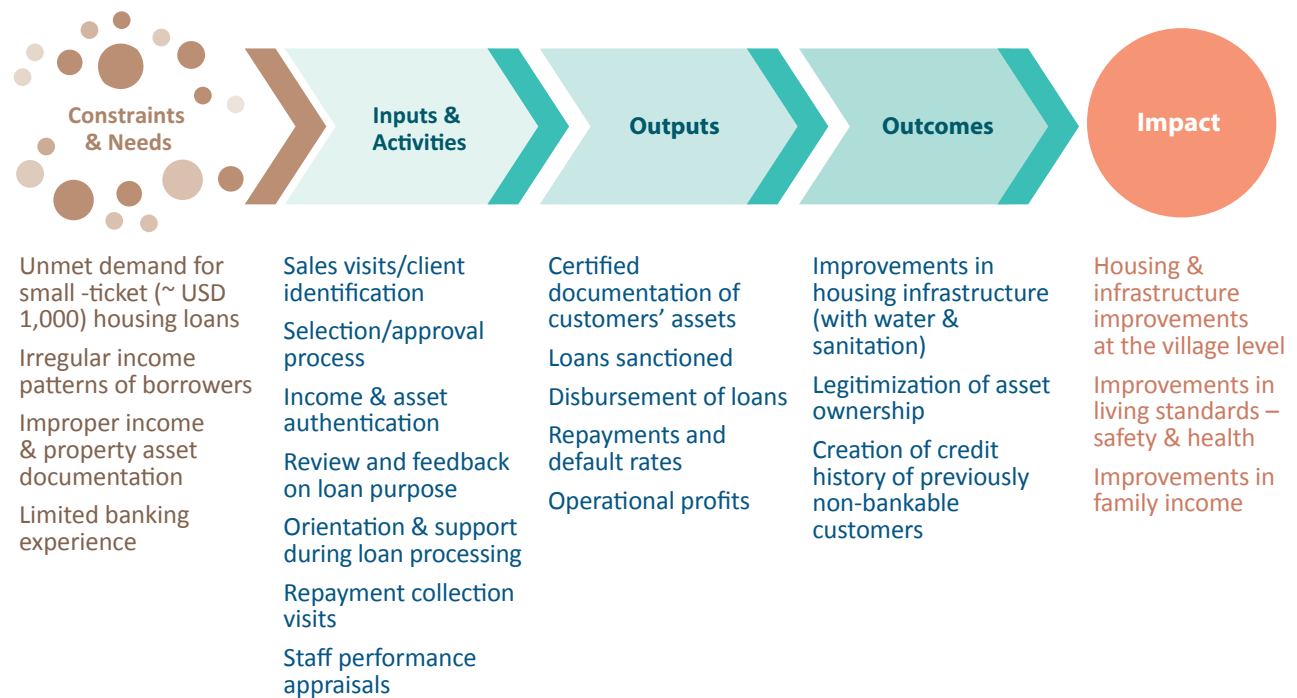 Constraints
& Needs
Inputs &
Activities
Outputs
Outcomes
Impact
Unmet demand for
small -ticket (~ USD
1,000) housing loans
Irregular income
patterns of borrowers
Improper income
& property asset
documentation
Limited banking
experience
Sales visits/client
identification
Selection/approval
process
Income & asset
authentication
Review and feedback
on loan purpose
Orientation & support
during loan processing
Repayment collection
visits
Staff performance
appraisals
Certified
documentation of
customers’ assets
Loans sanctioned
Disbursement of loans
Repayments and
default rates
Operational profits
Improvements in
housing infrastructure
(with water &
sanitation)
Legitimization of asset
ownership
Creation of credit
history of previously
non-bankable
customers
Housing &
infrastructure
improvements
at the village level
Improvements in
living standards –
safety & health
Improvements in
family income